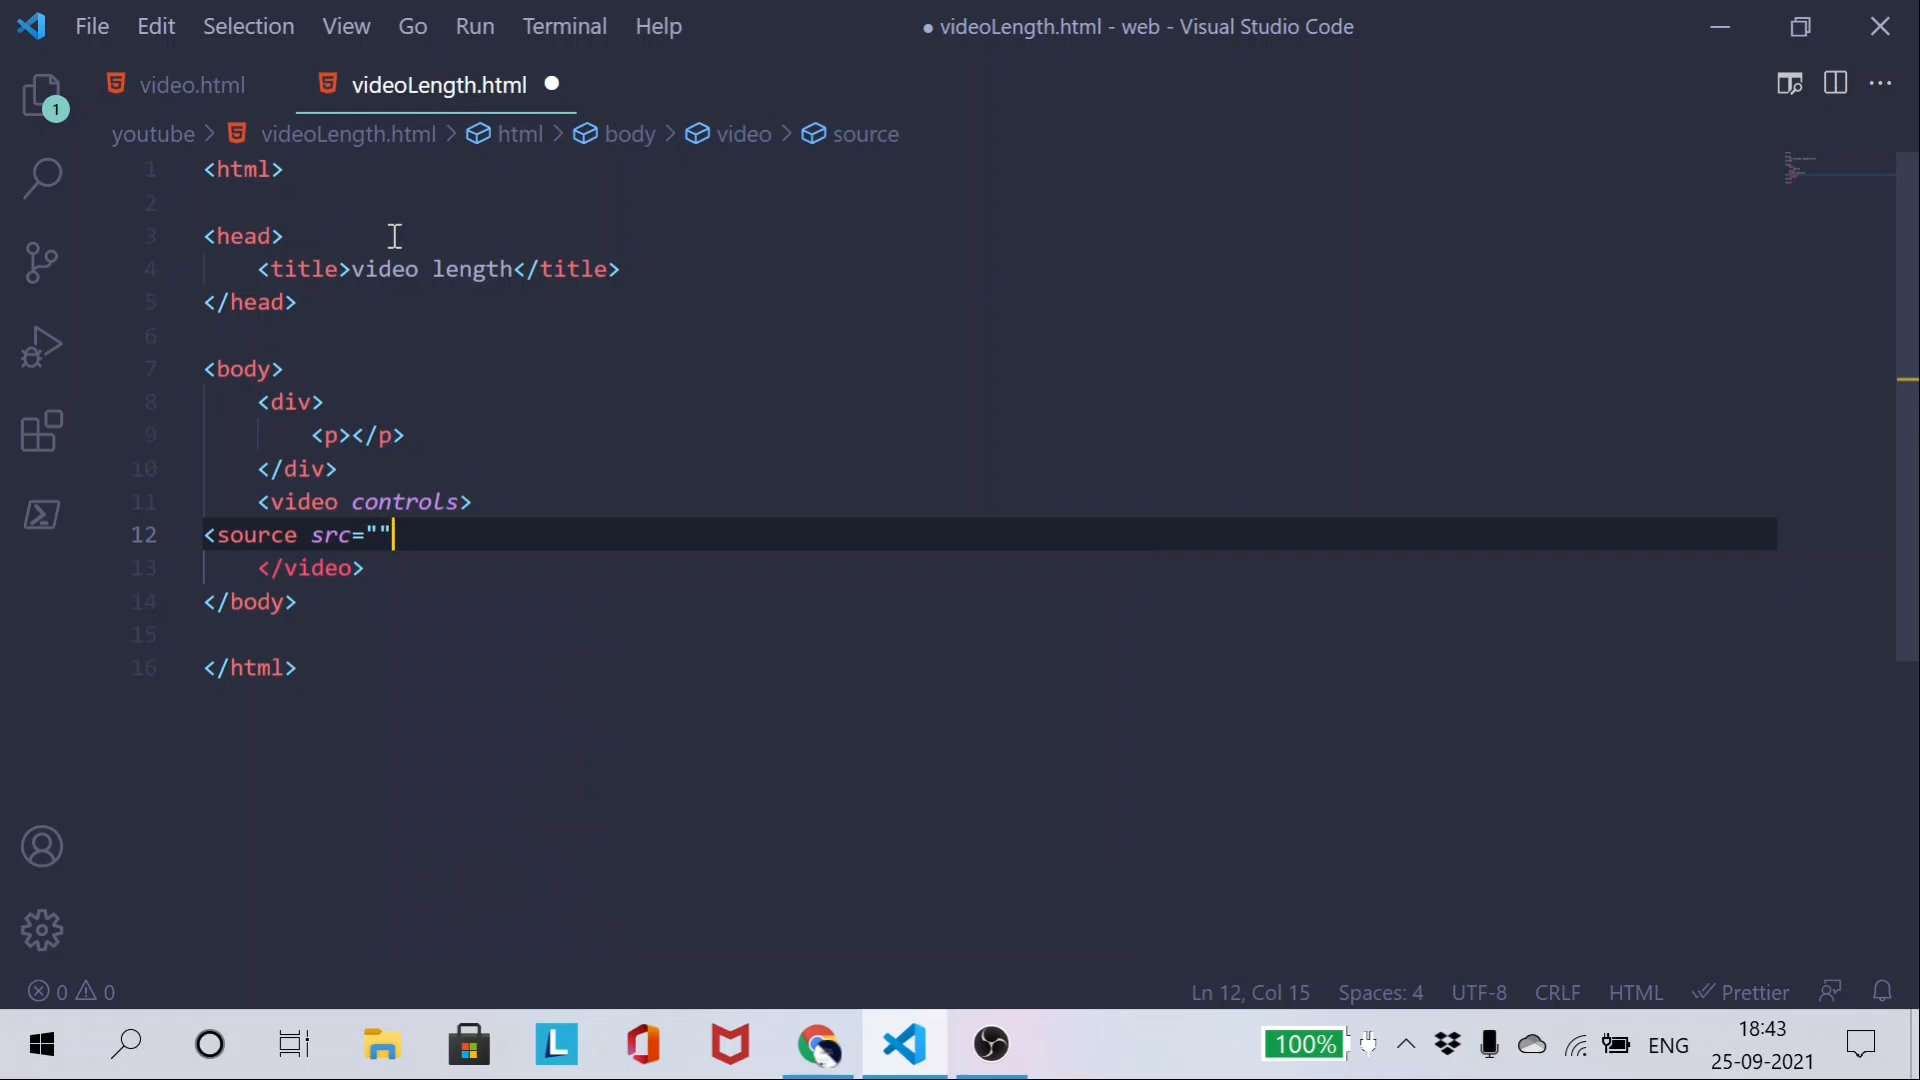 File Edit Selection View Go Run Terminal Help
● videoLength.html - web - Visual Studio Code
video.html
videoLength.html
youtube > videoLength.html > html > body > video > source
1 <html>
2
3 <head>
4 <title>video length</title>
5 </head>
6
7 <body>
8 <div>
9 <p></p>
10 </div>
11 <video controls>
12 <source src=""
13 </video>
14 </body>
15
16 </html>
1
0 0
Ln 12, Col 15 Spaces: 4 UTF-8 CRLF HTML Prettier
L
100%
ENG
18:43
25-09-2021